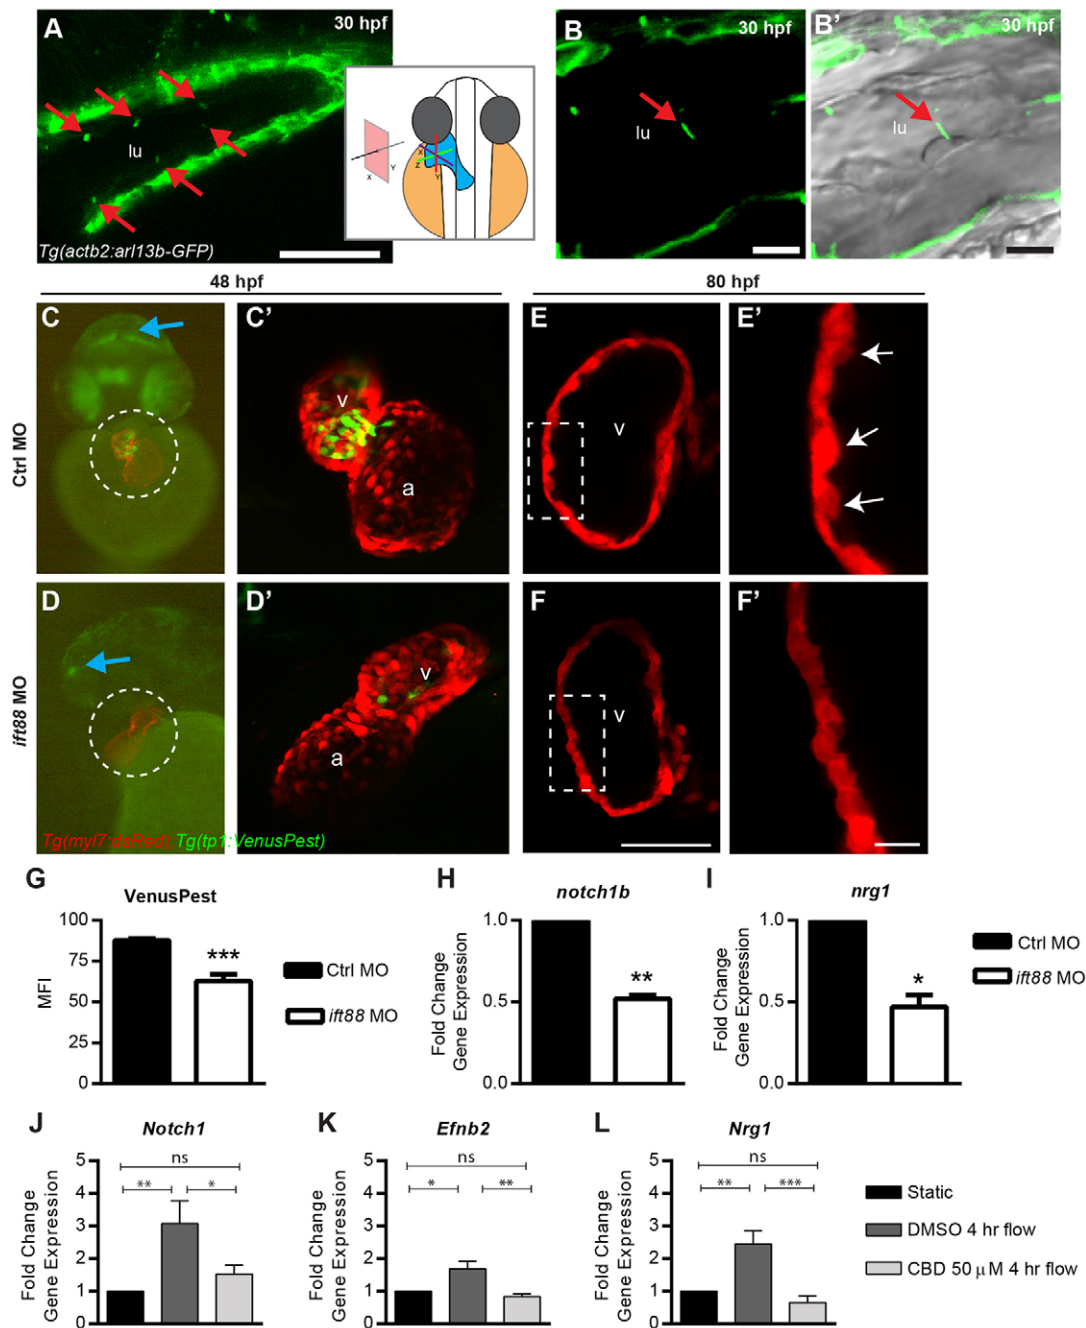 A
30 hpf
lu
Tg(actb2:arl13b-GFP)
X
Y
X
Z
Y
B
30 hpf
lu
B'
30 hpf
lu
48 hpf
80 hpf
Ctrl MO
C
C'
v
a
E
v
E'
ift88 MO
D
D'
v
a
F
v
F'
Tg(myl7:dsRed);Tg(tp1:VenusPest)
G
VenusPest
MFI
100
75
50
25
0
***
Ctrl MO
ift88 MO
H
notch1b
Fold Change
Gene Expression
1.0
0.5
0.0
**
I
nrg1
Fold Change
Gene Expression
1.0
0.5
0.0
*
Ctrl MO
ift88 MO
J
Notch1
Fold Change
Gene Expression
5
4
3
2
1
0
ns
**
*
K
Efnb2
Fold Change
Gene Expression
5
4
3
2
1
0
ns
*
**
L
Nrg1
Fold Change
Gene Expression
5
4
3
2
1
0
ns
**
***
Static
DMSO 4 hr flow
CBD 50 μM 4 hr flow